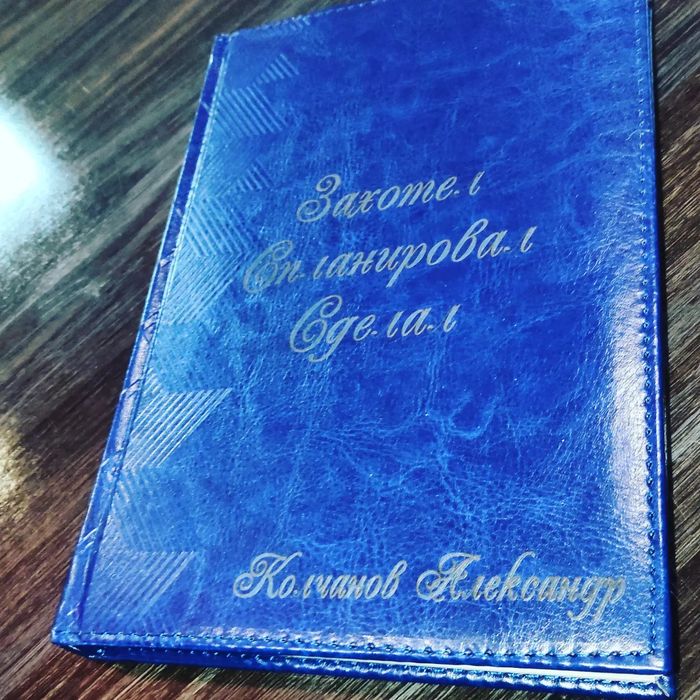 Захотел
Спланировал
Сделал
Колчанов Александр